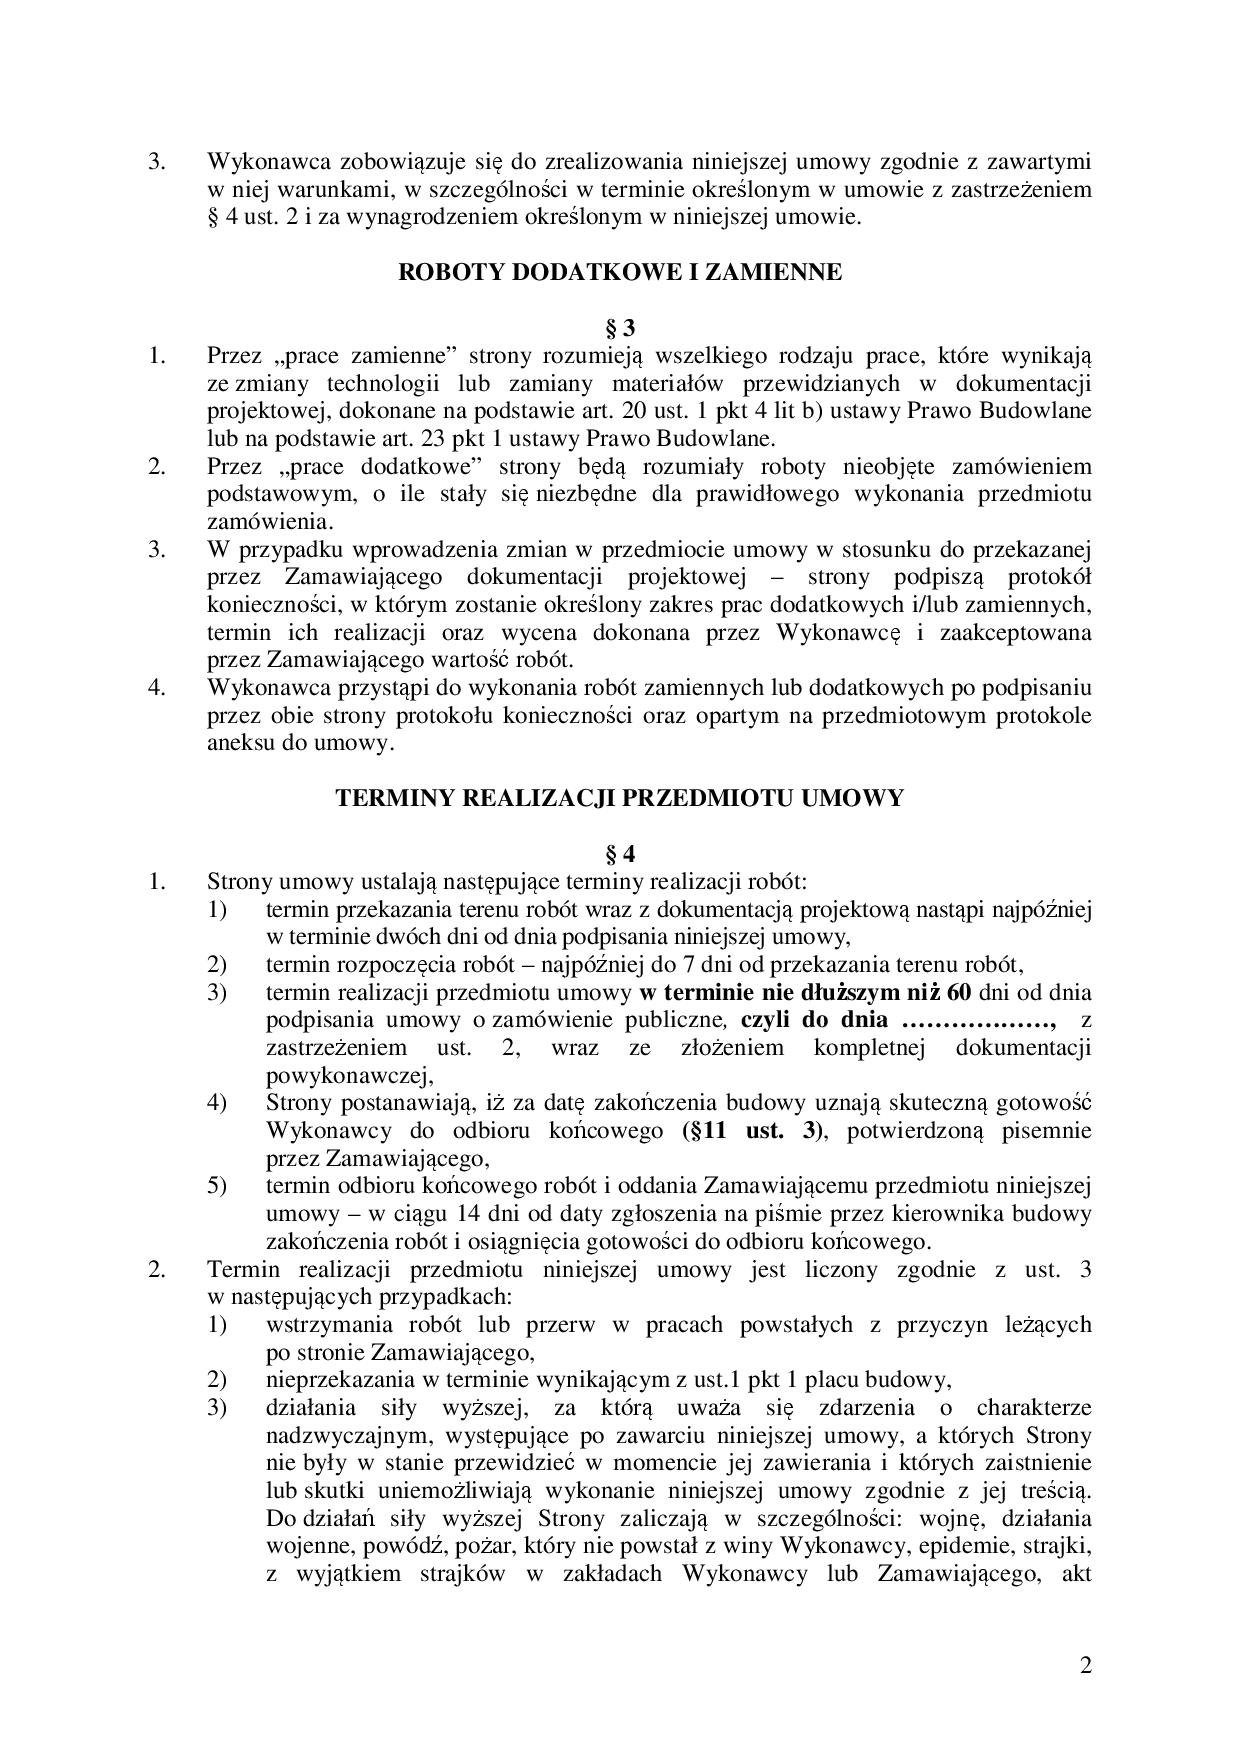 3. Wykonawca zobowiązuje się do zrealizowania niniejszej umowy zgodnie z zawartymi
w niej warunkami, w szczególności w terminie określonym w umowie z zastrzeżeniem
§ 4 ust. 2 i za wynagrodzeniem określonym w niniejszej umowie.
ROBOTY DODATKOWE I ZAMIENNE
§ 3
1. Przez „prace zamienne” strony rozumieją wszelkiego rodzaju prace, które wynikają
ze zmiany technologii lub zamiany materiałów przewidzianych w dokumentacji
projektowej, dokonane na podstawie art. 20 ust. 1 pkt 4 lit b) ustawy Prawo Budowlane
lub na podstawie art. 23 pkt 1 ustawy Prawo Budowlane.
2. Przez „prace dodatkowe” strony będą rozumiały roboty nieobjęte zamówieniem
podstawowym, o ile stały się niezbędne dla prawidłowego wykonania przedmiotu
zamówienia.
3. W przypadku wprowadzenia zmian w przedmiocie umowy w stosunku do przekazanej
przez Zamawiającego dokumentacji projektowej – strony podpiszą protokół
konieczności, w którym zostanie określony zakres prac dodatkowych i/lub zamiennych,
termin ich realizacji oraz wycena dokonana przez Wykonawcę i zaakceptowana
przez Zamawiającego wartość robót.
4. Wykonawca przystąpi do wykonania robót zamiennych lub dodatkowych po podpisaniu
przez obie strony protokołu konieczności oraz opartym na przedmiotowym protokole
aneksu do umowy.
TERMINY REALIZACJI PRZEDMIOTU UMOWY
§ 4
1. Strony umowy ustalają następujące terminy realizacji robót:
1) termin przekazania terenu robót wraz z dokumentacją projektową nastąpi najpóźniej
w terminie dwóch dni od dnia podpisania niniejszej umowy,
2) termin rozpoczęcia robót – najpóźniej do 7 dni od przekazania terenu robót,
3) termin realizacji przedmiotu umowy w terminie nie dłuższym niż 60 dni od dnia
podpisania umowy o zamówienie publiczne, czyli do dnia ………………, z
zastrzeżeniem ust. 2, wraz ze złożeniem kompletnej dokumentacji
powykonawczej,
4) Strony postanawiają, iż za datę zakończenia budowy uznają skuteczną gotowość
Wykonawcy do odbioru końcowego (§11 ust. 3), potwierdzoną pisemnie
przez Zamawiającego,
5) termin odbioru końcowego robót i oddania Zamawiającemu przedmiotu niniejszej
umowy – w ciągu 14 dni od daty zgłoszenia na piśmie przez kierownika budowy
zakończenia robót i osiągnięcia gotowości do odbioru końcowego.
2. Termin realizacji przedmiotu niniejszej umowy jest liczony zgodnie z ust. 3
w następujących przypadkach:
1) wstrzymania robót lub przerw w pracach powstałych z przyczyn leżących
po stronie Zamawiającego,
2) nieprzekazania w terminie wynikającym z ust.1 pkt 1 placu budowy,
3) działania siły wyższej, za którą uważa się zdarzenia o charakterze
nadzwyczajnym, występujące po zawarciu niniejszej umowy, a których Strony
nie były w stanie przewidzieć w momencie jej zawierania i których zaistnienie
lub skutki uniemożliwiają wykonanie niniejszej umowy zgodnie z jej treścią.
Do działań siły wyższej Strony zaliczają w szczególności: wojnę, działania
wojenne, powódź, pożar, który nie powstał z winy Wykonawcy, epidemie, strajki,
z wyjątkiem strajków w zakładach Wykonawcy lub Zamawiającego, akt
2